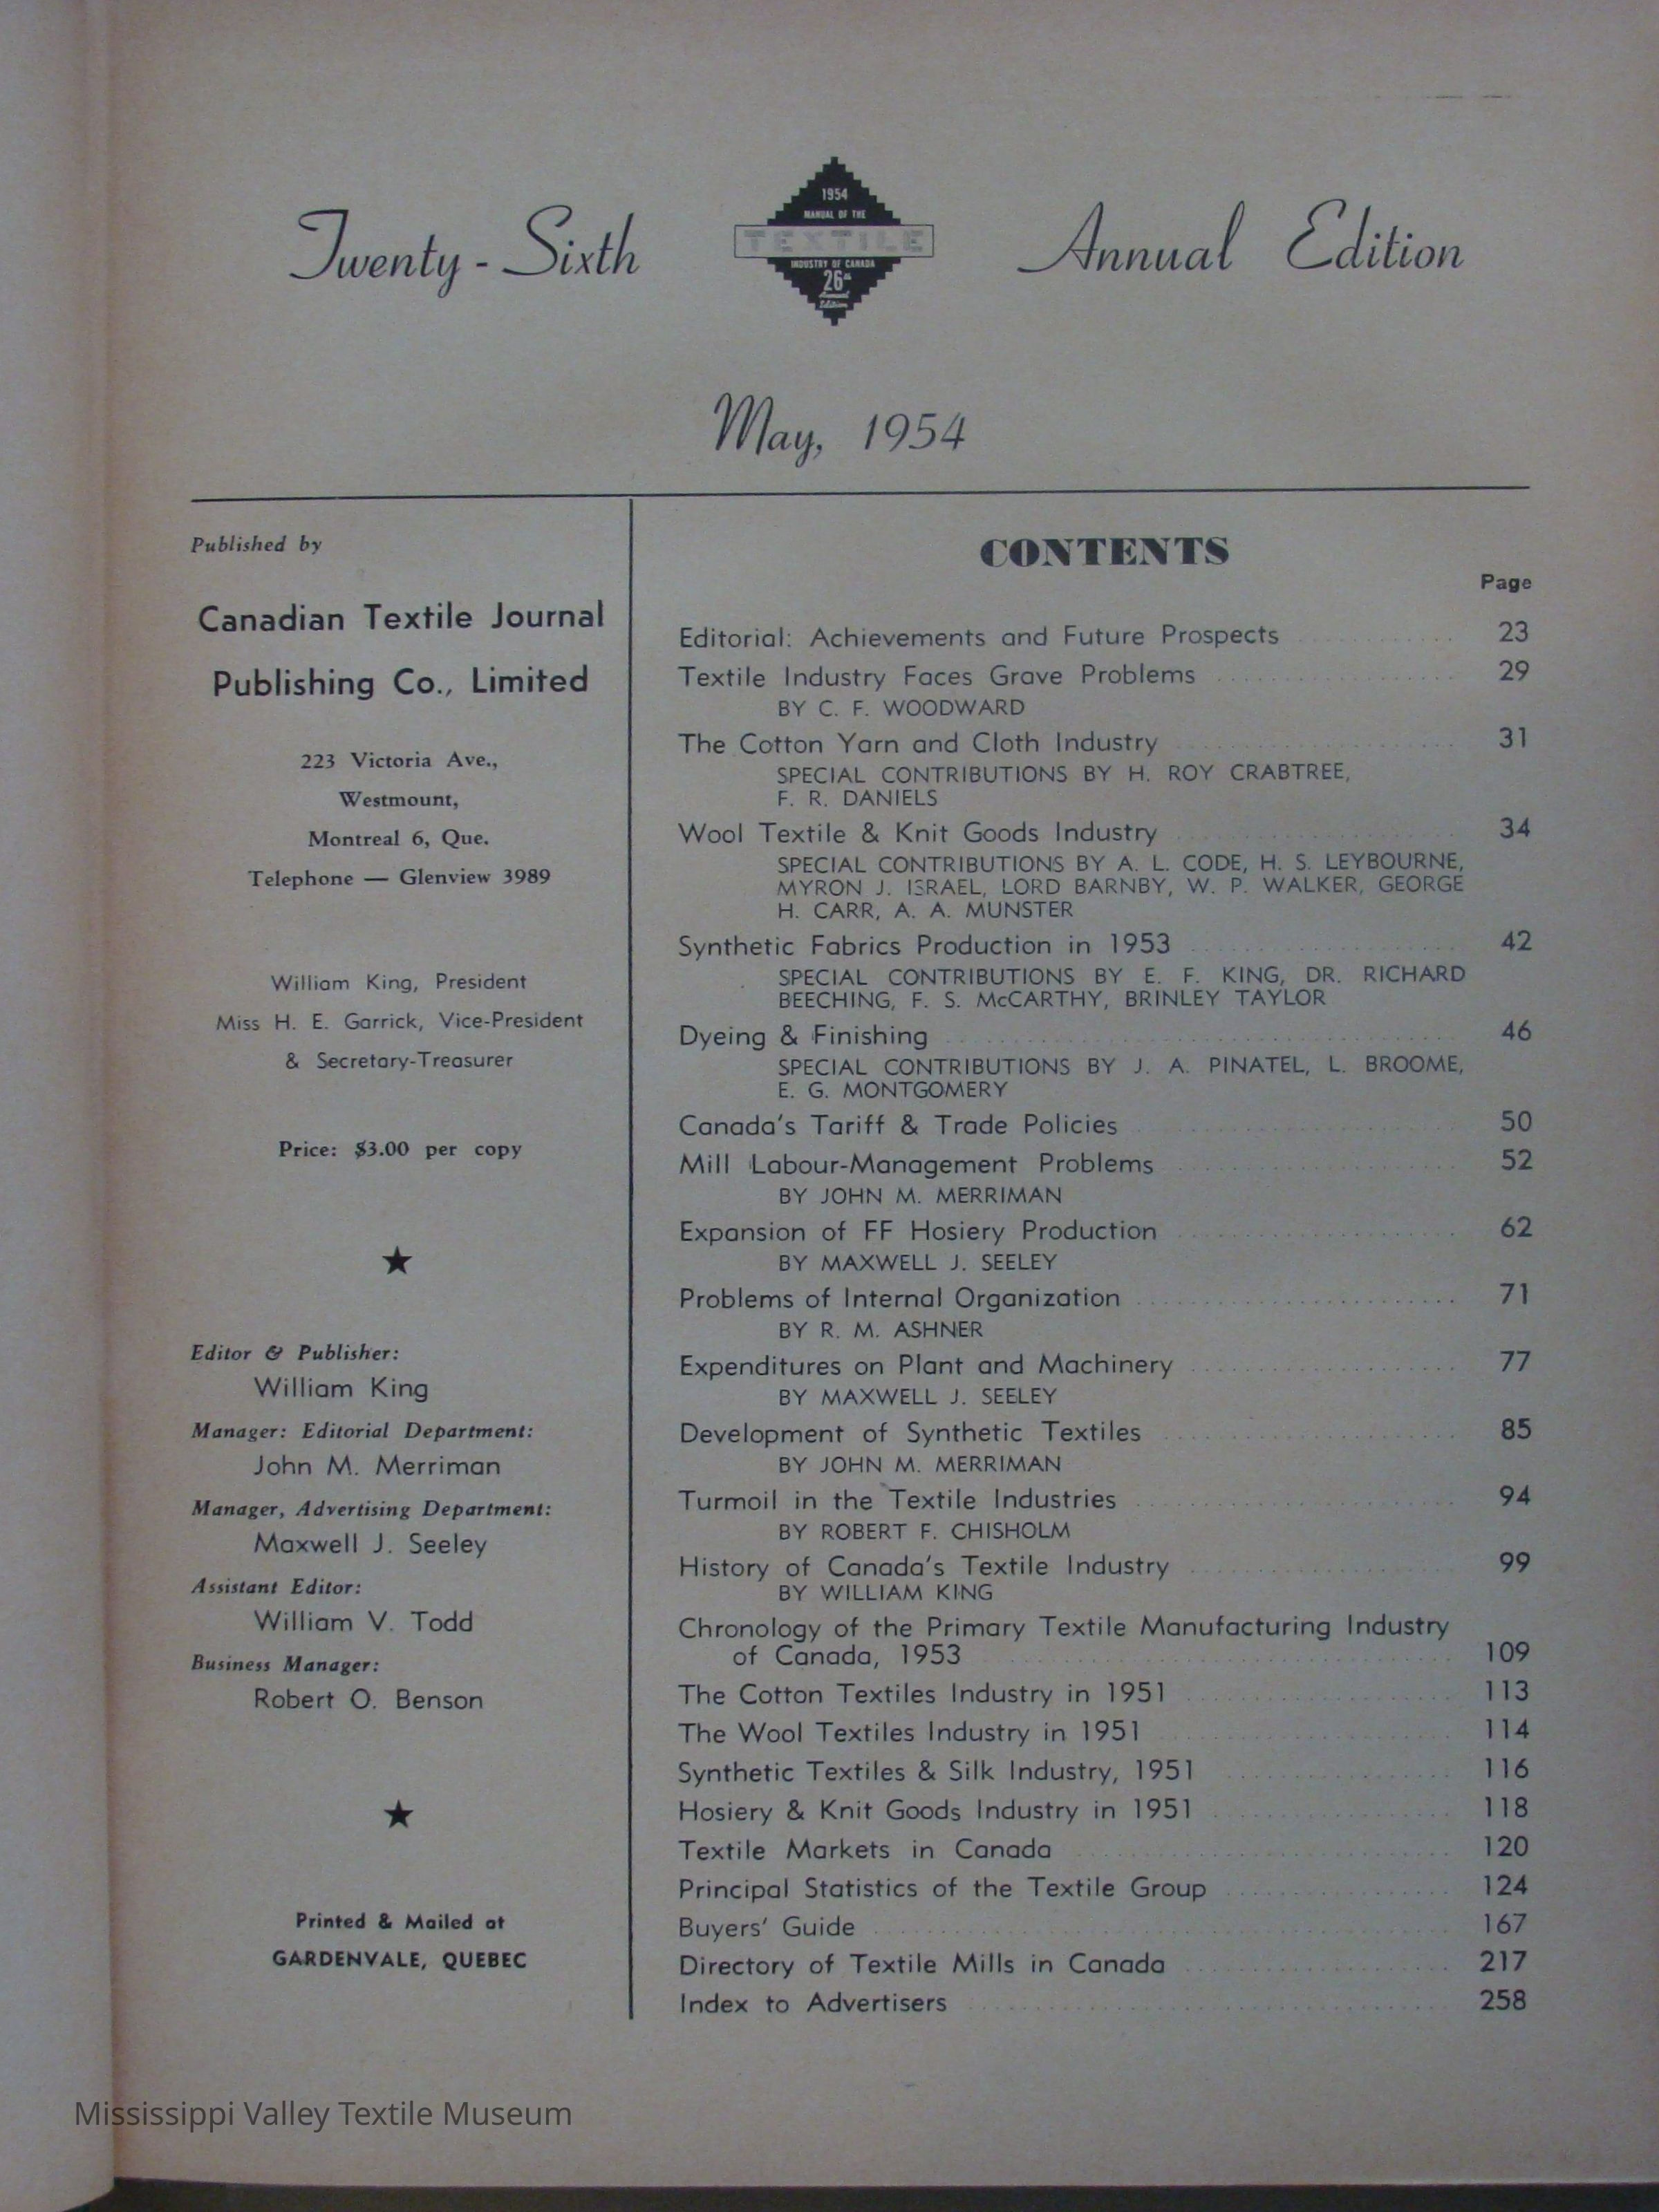 Twenty-Sixth
1954
MANUAL OF THE
TEXTILE
INDUSTRY OF CANADA
26th
Annual
Edition
Annual Edition
May, 1954
Published by
Canadian Textile Journal
Publishing Co., Limited
223 Victoria Ave.,
Westmount,
Montreal 6, Que.
Telephone — Glenview 3989
William King, President
Miss H. E. Garrick, Vice-President
& Secretary-Treasurer
Price: $3.00 per copy
★
Editor & Publisher:
William King
Manager: Editorial Department:
John M. Merriman
Manager, Advertising Department:
Maxwell J. Seeley
Assistant Editor:
William V. Todd
Business Manager:
Robert O. Benson
★
Printed & Mailed at
GARDENVALE, QUEBEC
CONTENTS
Page
Editorial: Achievements and Future Prospects 23
Textile Industry Faces Grave Problems 29
BY C. F. WOODWARD
The Cotton Yarn and Cloth Industry 31
SPECIAL CONTRIBUTIONS BY H. ROY CRABTREE,
F. R. DANIELS
Wool Textile & Knit Goods Industry 34
SPECIAL CONTRIBUTIONS BY A. L. CODE, H. S. LEYBOURNE,
MYRON J. ISRAEL, LORD BARNBY, W. P. WALKER, GEORGE
H. CARR, A. A. MUNSTER
Synthetic Fabrics Production in 1953 42
SPECIAL CONTRIBUTIONS BY E. F. KING, DR. RICHARD
BEECHING, F. S. McCARTHY, BRINLEY TAYLOR
Dyeing & Finishing 46
SPECIAL CONTRIBUTIONS BY J. A. PINATEL, L. BROOME,
E. G. MONTGOMERY
Canada's Tariff & Trade Policies 50
Mill Labour-Management Problems 52
BY JOHN M. MERRIMAN
Expansion of FF Hosiery Production 62
BY MAXWELL J. SEELEY
Problems of Internal Organization 71
BY R. M. ASHNER
Expenditures on Plant and Machinery 77
BY MAXWELL J. SEELEY
Development of Synthetic Textiles 85
BY JOHN M. MERRIMAN
Turmoil in the Textile Industries 94
BY ROBERT F. CHISHOLM
History of Canada's Textile Industry 99
BY WILLIAM KING
Chronology of the Primary Textile Manufacturing Industry
of Canada, 1953 109
The Cotton Textiles Industry in 1951 113
The Wool Textiles Industry in 1951 114
Synthetic Textiles & Silk Industry, 1951 116
Hosiery & Knit Goods Industry in 1951 118
Textile Markets in Canada 120
Principal Statistics of the Textile Group 124
Buyers' Guide 167
Directory of Textile Mills in Canada 217
Index to Advertisers 258
Mississippi Valley Textile Museum